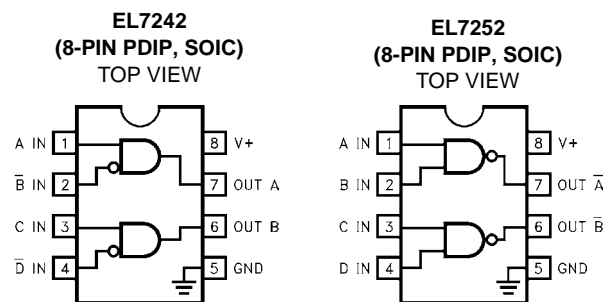 EL7242
(8-PIN PDIP, SOIC)
TOP VIEW
A IN 1
8 V+
B̅ IN 2
7 OUT A
C IN 3
6 OUT B
D̅ IN 4
5 GND
EL7252
(8-PIN PDIP, SOIC)
TOP VIEW
A IN 1
8 V+
B IN 2
7 OUT A̅
C IN 3
6 OUT B̅
D IN 4
5 GND